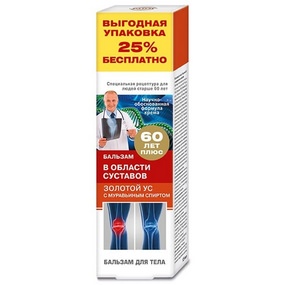 ВЫГОДНАЯ
УПАКОВКА
25%
БЕСПЛАТНО
Специальная рецептура для
людей старше 60 лет
Научно-
обоснованная
формула
крема
60
ЛЕТ ПЛЮС
БАЛЬЗАМ
В ОБЛАСТИ
СУСТАВОВ
ЗОЛОТОЙ УС
С МУРАВЬИНЫМ СПИРТОМ
БАЛЬЗАМ ДЛЯ ТЕЛА